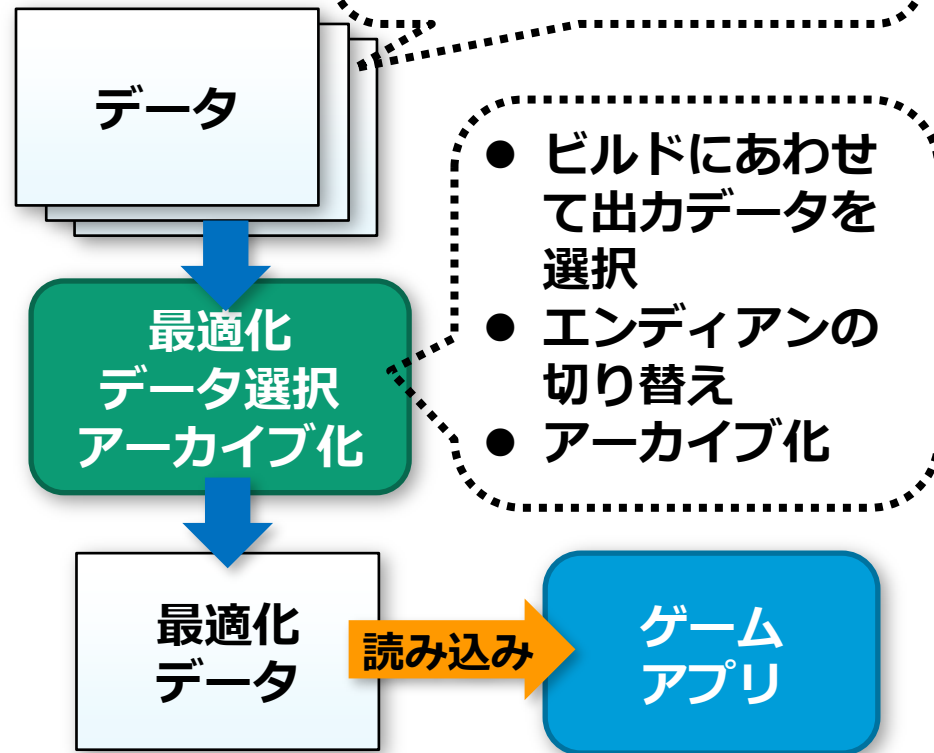 データ
● ビルドにあわせ
て出力データを
選択
● エンディアンの
切り替え
● アーカイブ化
最適化
データ選択
アーカイブ化
最適化
データ
読み込み
ゲーム
アプリ